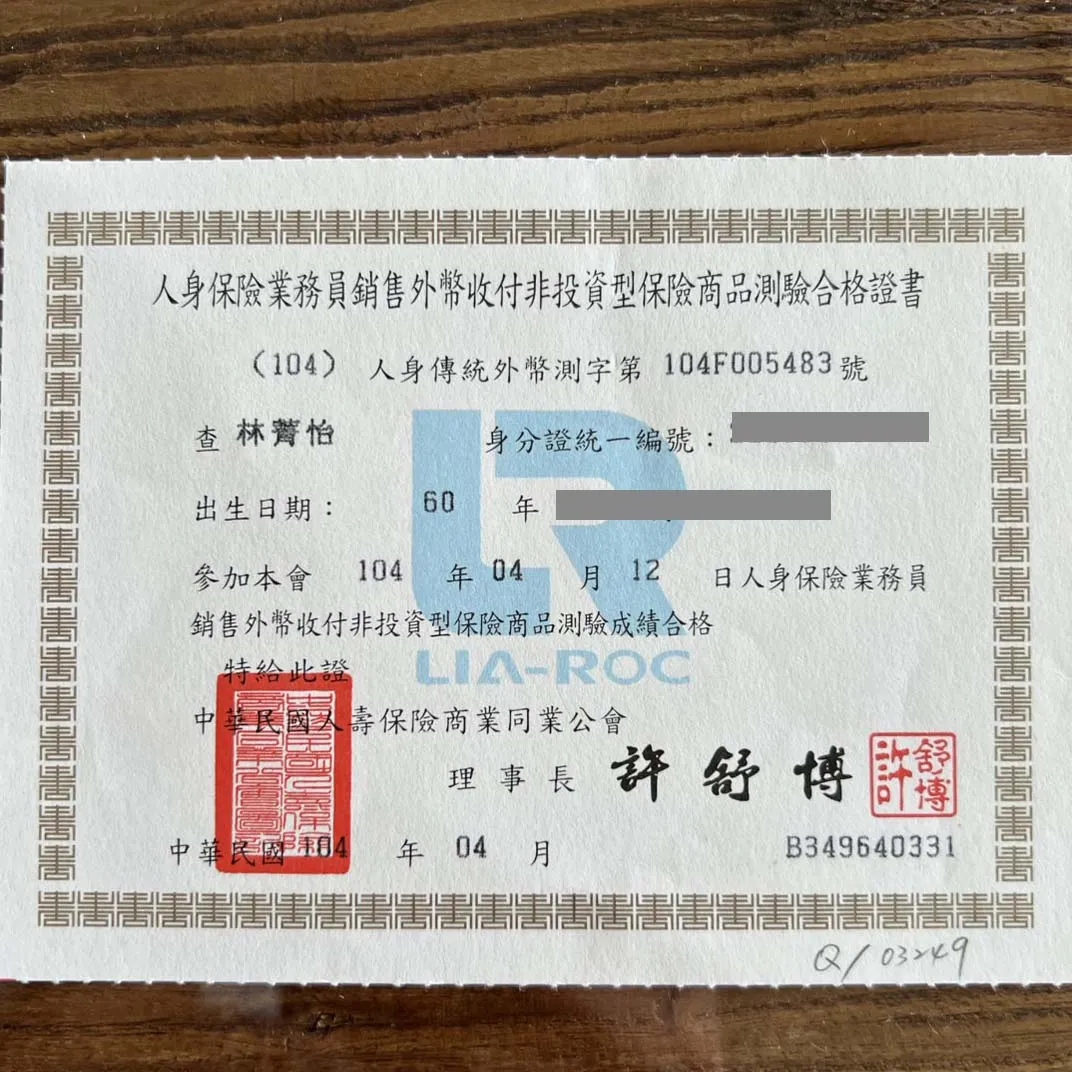 人身保險業務員銷售外幣收付非投資型保險商品測驗合格證書
(104) 人身傳統外幣測字第 104F005483 號
查 林菁怡 身分證統一編號：
出生日期： 60 年
參加本會 104 年 04 月 12 日人身保險業務員
銷售外幣收付非投資型保險商品測驗成績合格
特給此證
LIA-ROC
中華民國人壽保險商業同業公會
理事長 許舒博
許舒博
中華民國 104 年 04 月 B349640331
Q/03249